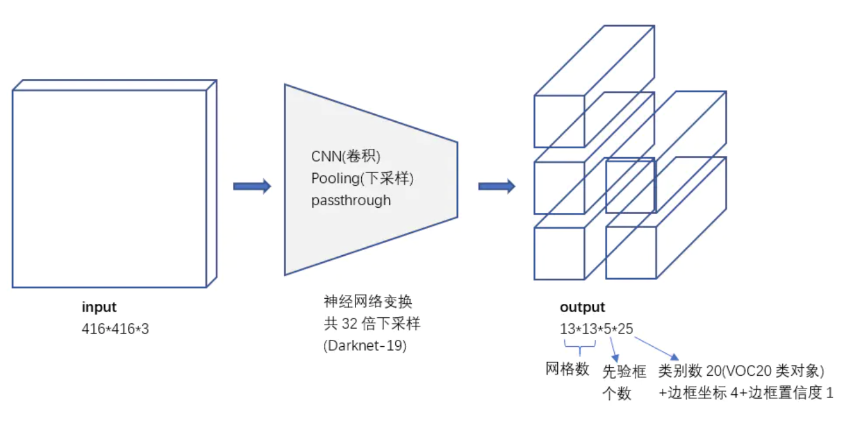 CNN(卷积)
Pooling(下采样)
passthrough
input
416*416*3
神经网络变换
共 32 倍下采样
(Darknet-19)
output
13*13*5*25
网格数
先验框
个数
类别数 20(VOC20 类对象)
+边框坐标 4+边框置信度 1